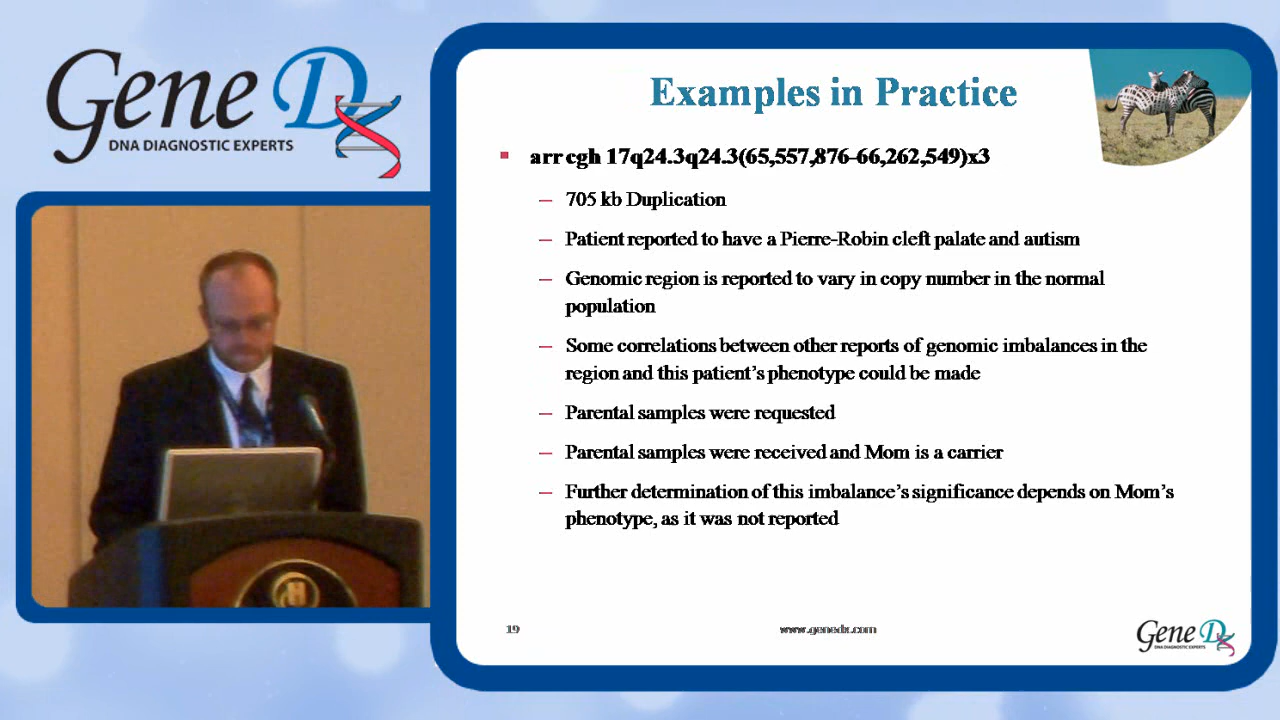 Gene Dx
DNA DIAGNOSTIC EXPERTS
Examples in Practice
arr cgh 17q24.3q24.3(65,557,876-66,262,549)x3
– 705 kb Duplication
– Patient reported to have a Pierre-Robin cleft palate and autism
– Genomic region is reported to vary in copy number in the normal
population
– Some correlations between other reports of genomic imbalances in the
region and this patient's phenotype could be made
– Parental samples were requested
– Parental samples were received and Mom is a carrier
– Further determination of this imbalance's significance depends on Mom's
phenotype, as it was not reported
19
www.genedx.com
Gene Dx
DNA DIAGNOSTIC EXPERTS